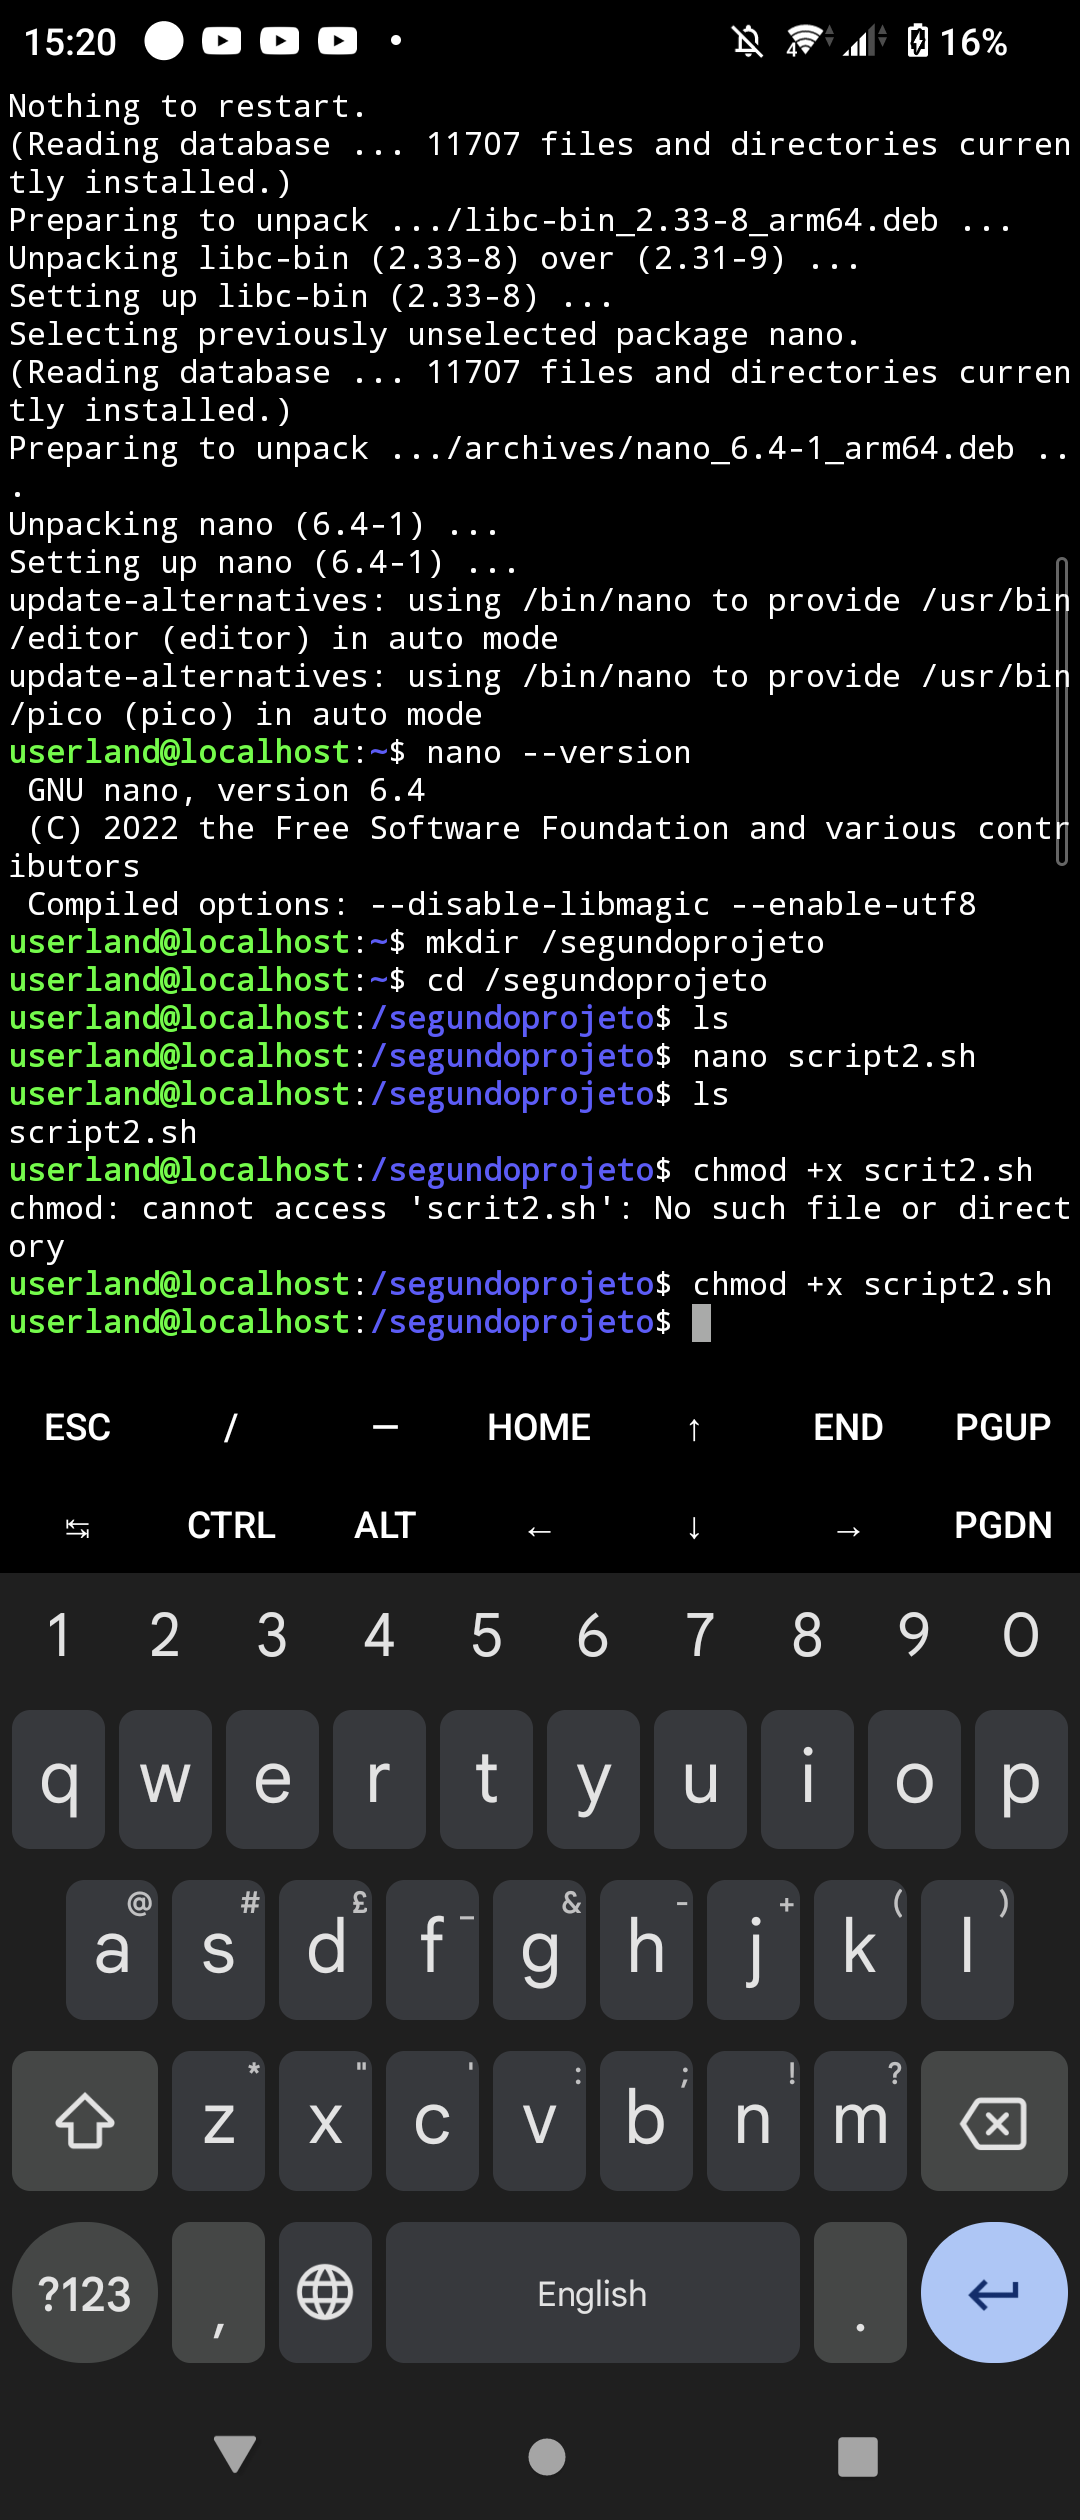 15:20
4
16%
Nothing to restart.
(Reading database ... 11707 files and directories curren
tly installed.)
Preparing to unpack .../libc-bin_2.33-8_arm64.deb ...
Unpacking libc-bin (2.33-8) over (2.31-9) ...
Setting up libc-bin (2.33-8) ...
Selecting previously unselected package nano.
(Reading database ... 11707 files and directories curren
tly installed.)
Preparing to unpack .../archives/nano_6.4-1_arm64.deb ..
.
Unpacking nano (6.4-1) ...
Setting up nano (6.4-1) ...
update-alternatives: using /bin/nano to provide /usr/bin
/editor (editor) in auto mode
update-alternatives: using /bin/nano to provide /usr/bin
/pico (pico) in auto mode
userland@localhost:~$ nano --version
 GNU nano, version 6.4
 (C) 2022 the Free Software Foundation and various contr
ibutors
 Compiled options: --disable-libmagic --enable-utf8
userland@localhost:~$ mkdir /segundoprojeto
userland@localhost:~$ cd /segundoprojeto
userland@localhost:/segundoprojeto$ ls
userland@localhost:/segundoprojeto$ nano script2.sh
userland@localhost:/segundoprojeto$ ls
script2.sh
userland@localhost:/segundoprojeto$ chmod +x scrit2.sh
chmod: cannot access 'scrit2.sh': No such file or direct
ory
userland@localhost:/segundoprojeto$ chmod +x script2.sh
userland@localhost:/segundoprojeto$
ESC / — HOME ↑ END PGUP
↹ CTRL ALT ← ↓ → PGDN
1 2 3 4 5 6 7 8 9 0
q w e r t y u i o p
@ # £ _ & - + ( )
a s d f g h j k l
* " ' : ; ! ?
z x c v b n m
?123 , English .